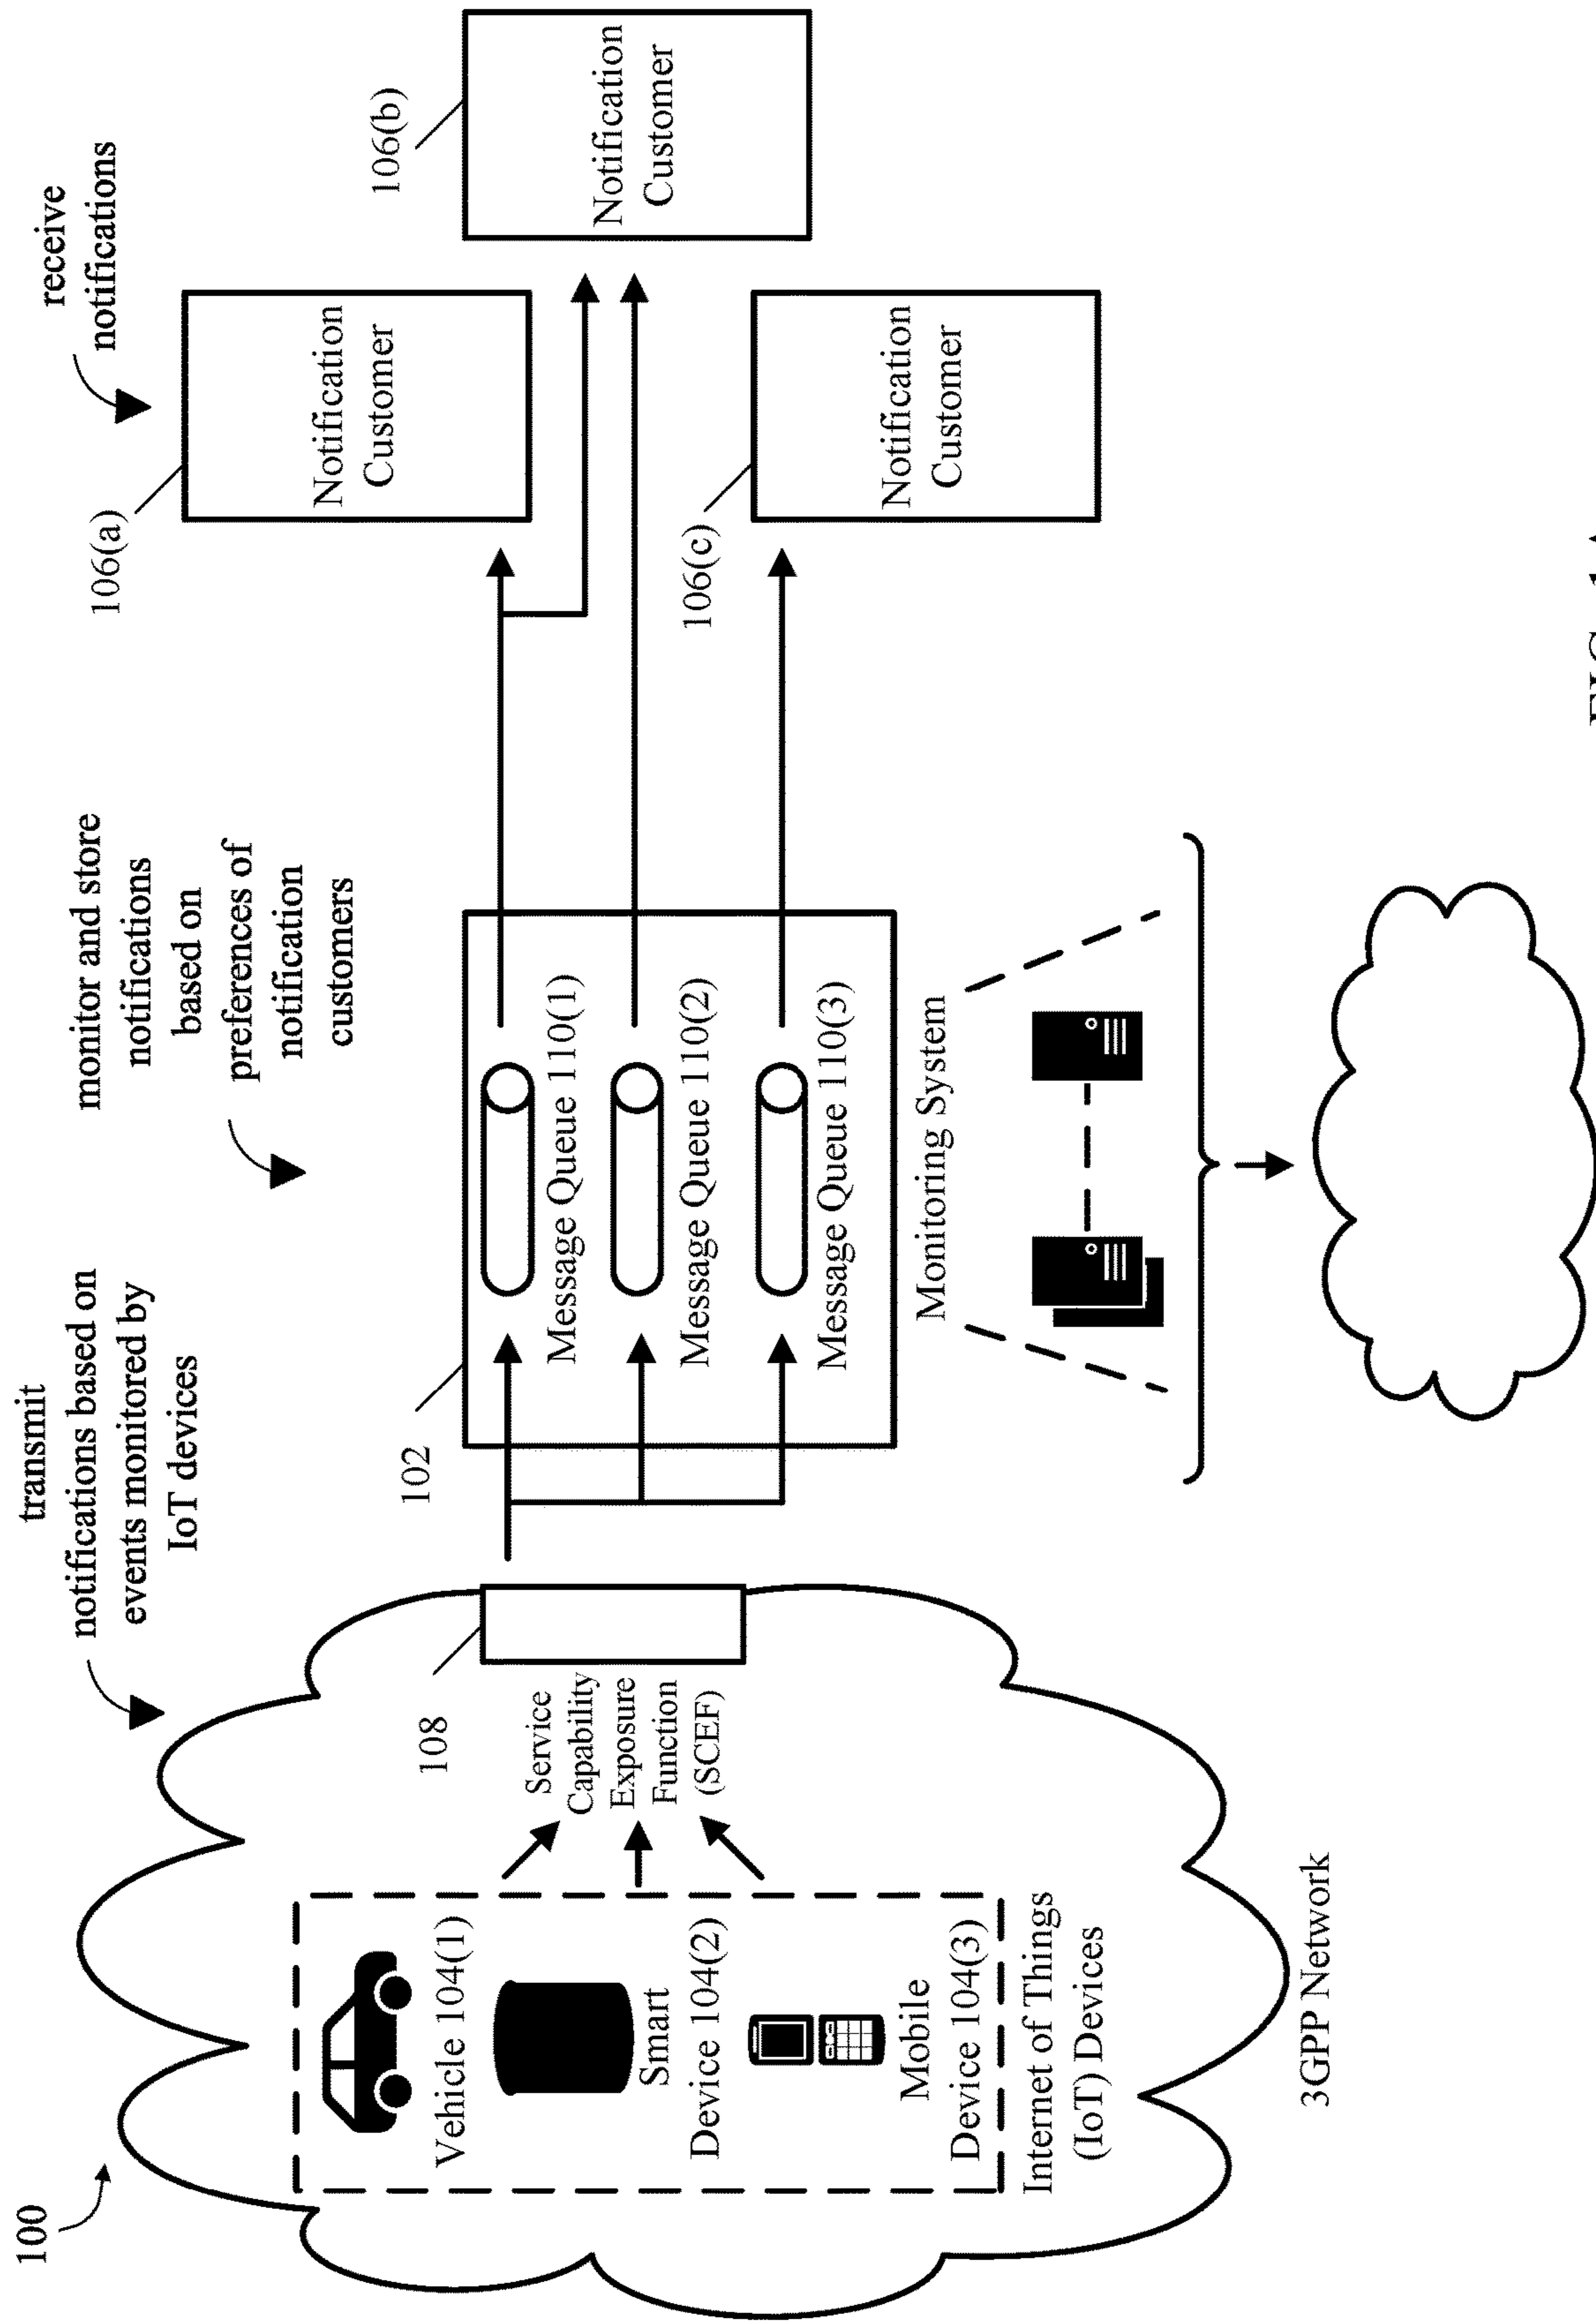 100
transmit
notifications based on
events monitored by
IoT devices
monitor and store
notifications
based on
preferences of
notification
customers
receive
notifications
Vehicle 104(1)
Smart
Device 104(2)
Mobile
Device 104(3)
Internet of Things
(IoT) Devices
3GPP Network
108
Service
Capability
Exposure
Function
(SCEF)
102
Message Queue 110(1)
Message Queue 110(2)
Message Queue 110(3)
Monitoring System
106(a)
Notification
Customer
106(b)
Notification
Customer
106(c)
Notification
Customer